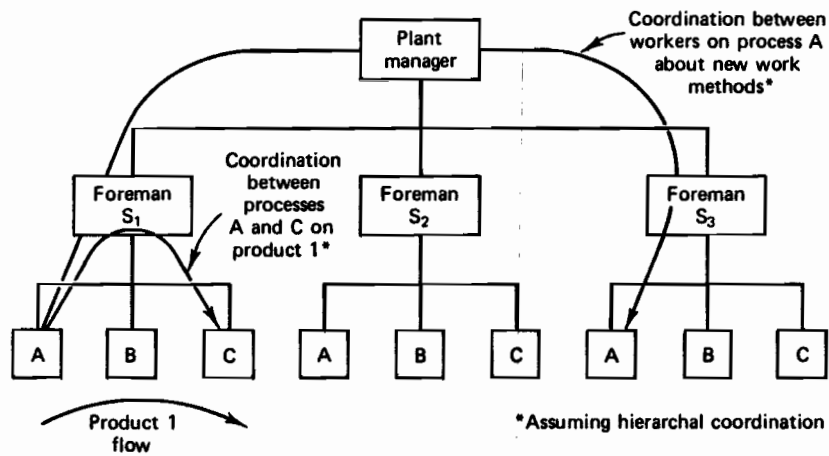 Plant
manager
Coordination between
workers on process A
about new work
methods*
Coordination
between
processes
A and C on
product 1*
Foreman
S₁
Foreman
S₂
Foreman
S₃
A
B
C
A
B
C
A
B
C
Product 1
flow
*Assuming hierarchal coordination